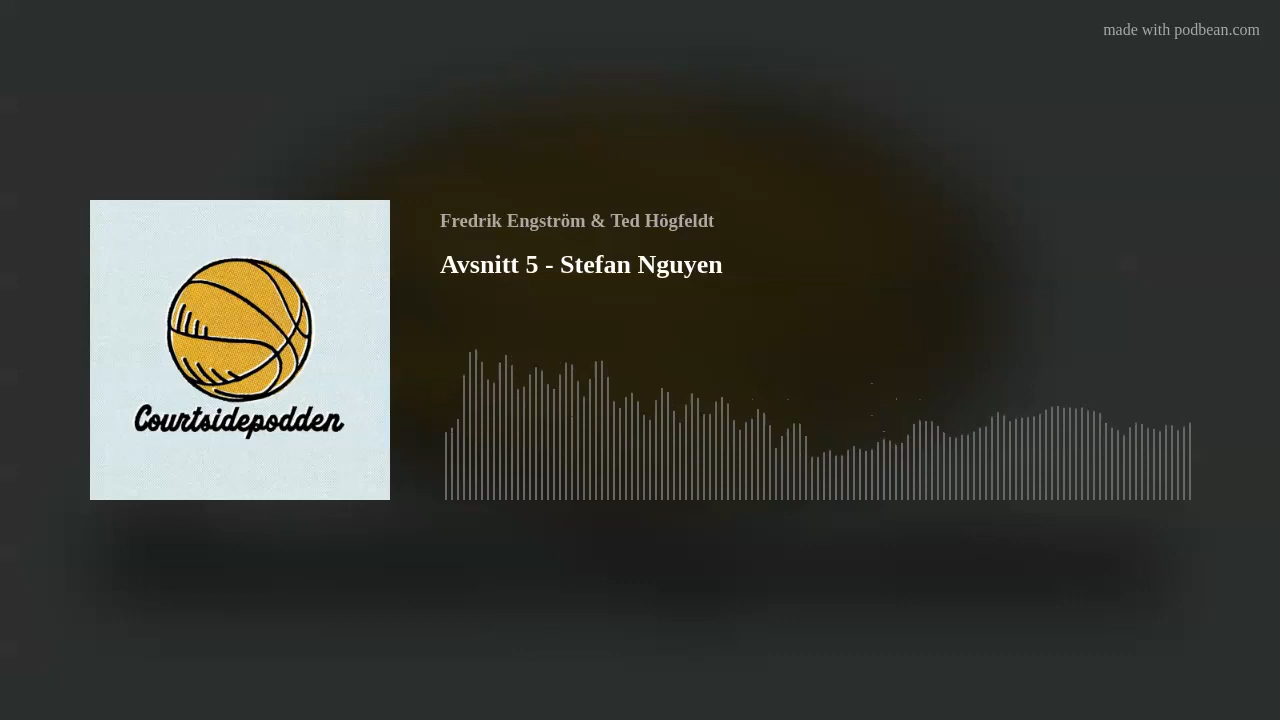 made with podbean.com
Fredrik Engström & Ted Högfeldt
Avsnitt 5 - Stefan Nguyen
Courtsidepodden